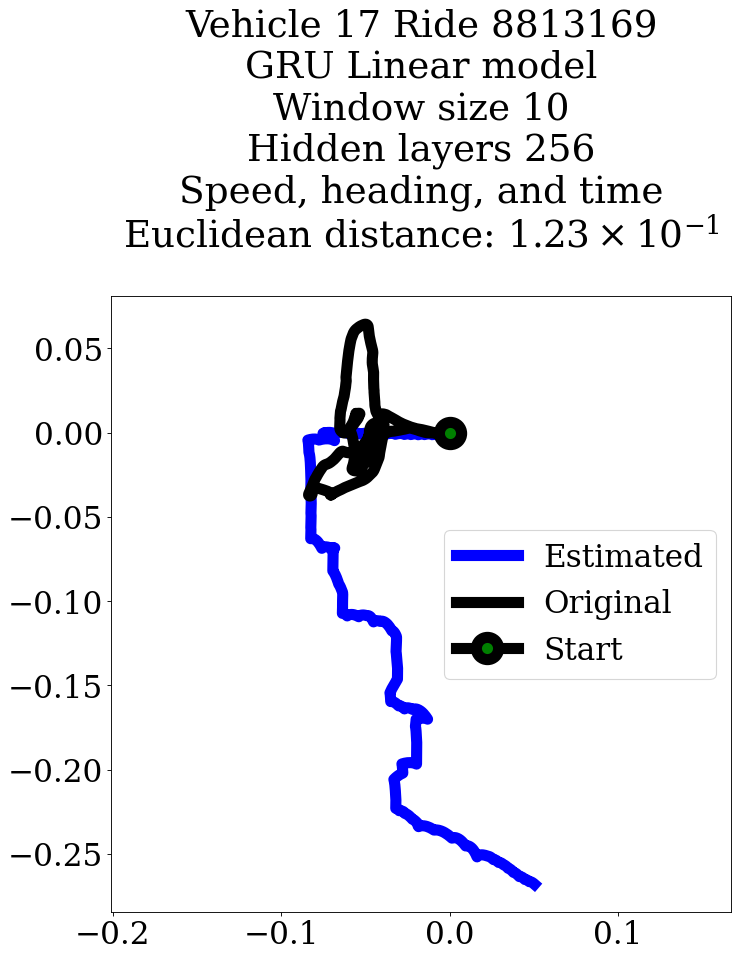 Vehicle 17 Ride 8813169
GRU Linear model
Window size 10
Hidden layers 256
Speed, heading, and time
Euclidean distance: 1.23 × 10⁻¹
0.05
0.00
−0.05
−0.10
−0.15
−0.20
−0.25
Estimated
Original
Start
−0.2
−0.1
0.0
0.1